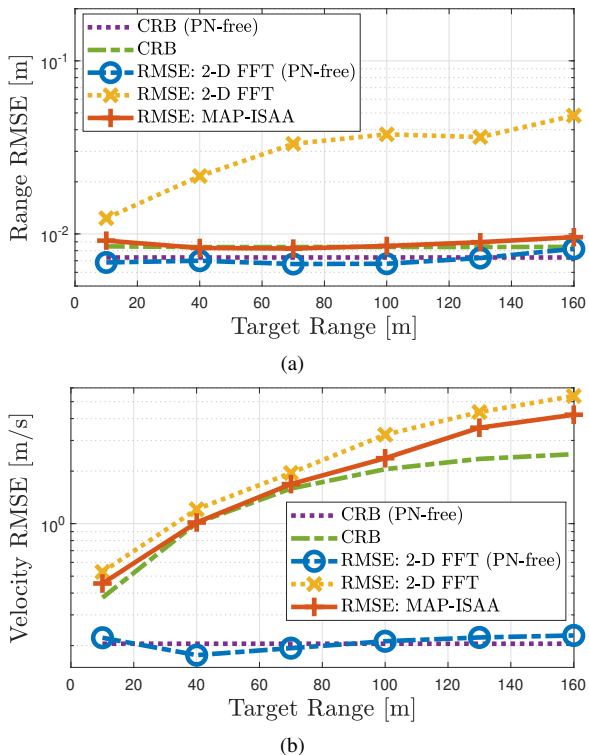 10^{-1}
CRB (PN-free)
CRB
RMSE: 2-D FFT (PN-free)
RMSE: 2-D FFT
RMSE: MAP-ISAA
Range RMSE [m]
10^{-2}
0 20 40 60 80 100 120 140 160
Target Range [m]
(a)
Velocity RMSE [m/s]
10^{0}
CRB (PN-free)
CRB
RMSE: 2-D FFT (PN-free)
RMSE: 2-D FFT
RMSE: MAP-ISAA
0 20 40 60 80 100 120 140 160
Target Range [m]
(b)